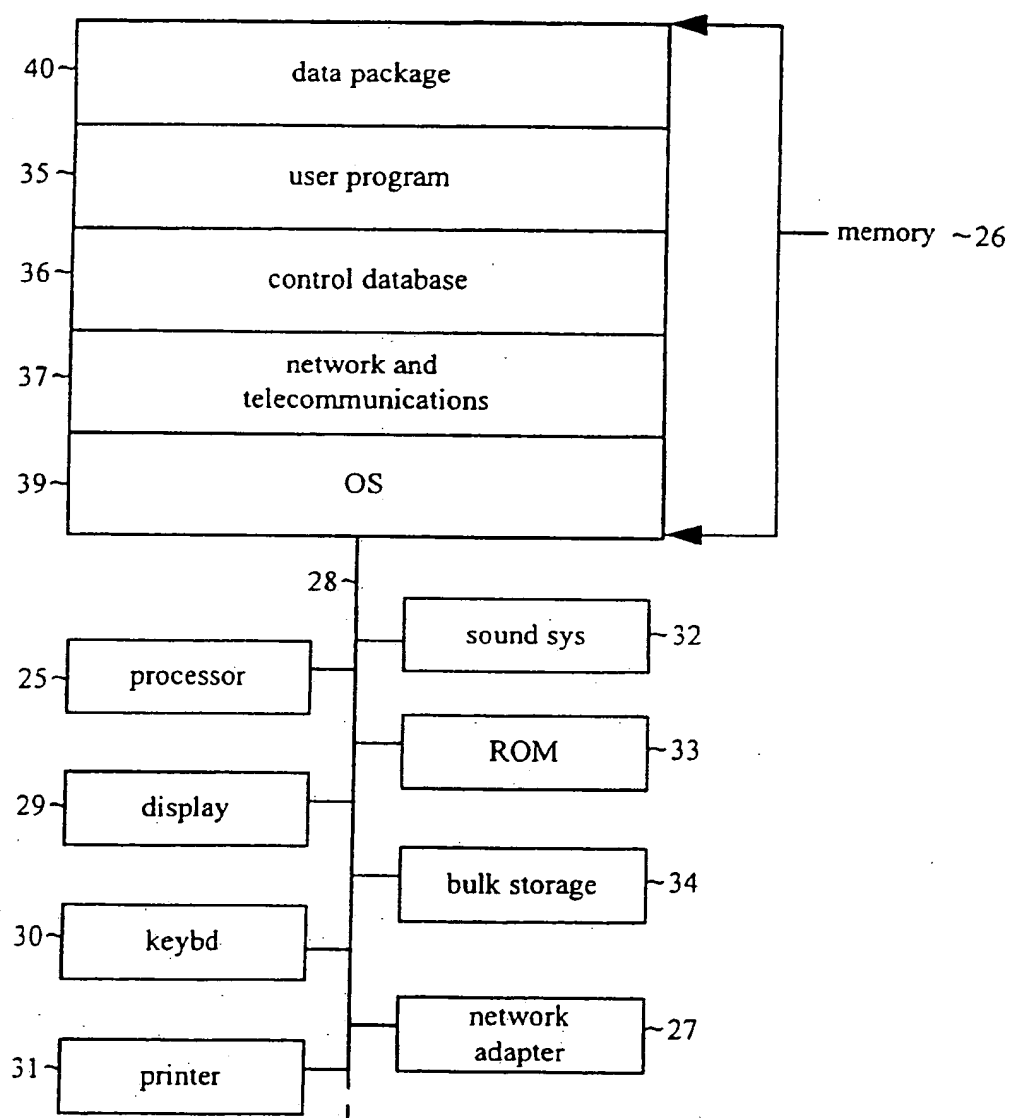 40~ data package
35~ user program
memory ~26
36~ control database
37~ network and
telecommunications
39~ OS
28~
sound sys ~32
25~ processor
ROM ~33
29~ display
bulk storage ~34
30~ keybd
network
adapter ~27
31~ printer